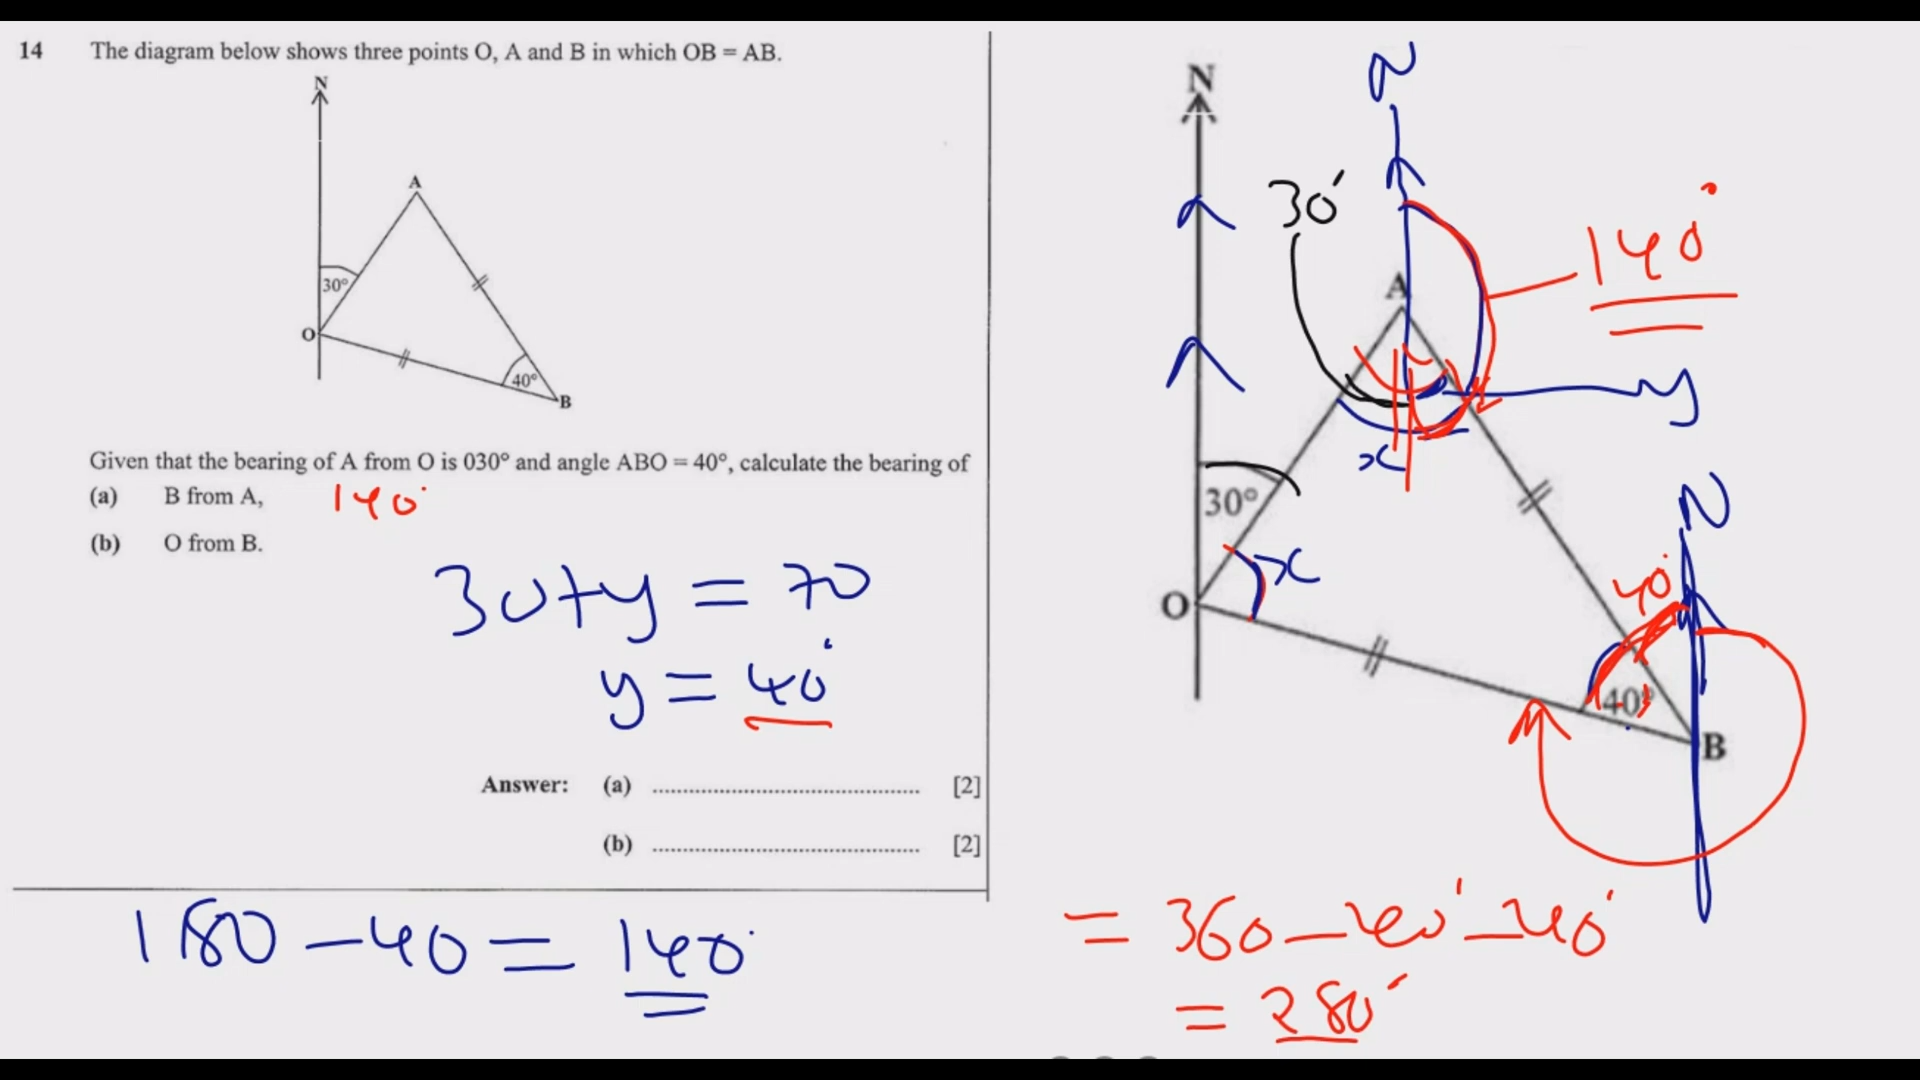 14 The diagram below shows three points O, A and B in which OB = AB.
N
A
30°
O
40°
B
Given that the bearing of A from O is 030° and angle ABO = 40°, calculate the bearing of
(a) B from A, 140°
(b) O from B.
30+y = 70
y = 40°
Answer: (a) ........................................ [2]
(b) ........................................ [2]
180 - 40 = 140°
N
N
30°
140°
A
y
x
30°
x
O
N
40°
40°
B
= 360 - 40° - 40°
= 280°